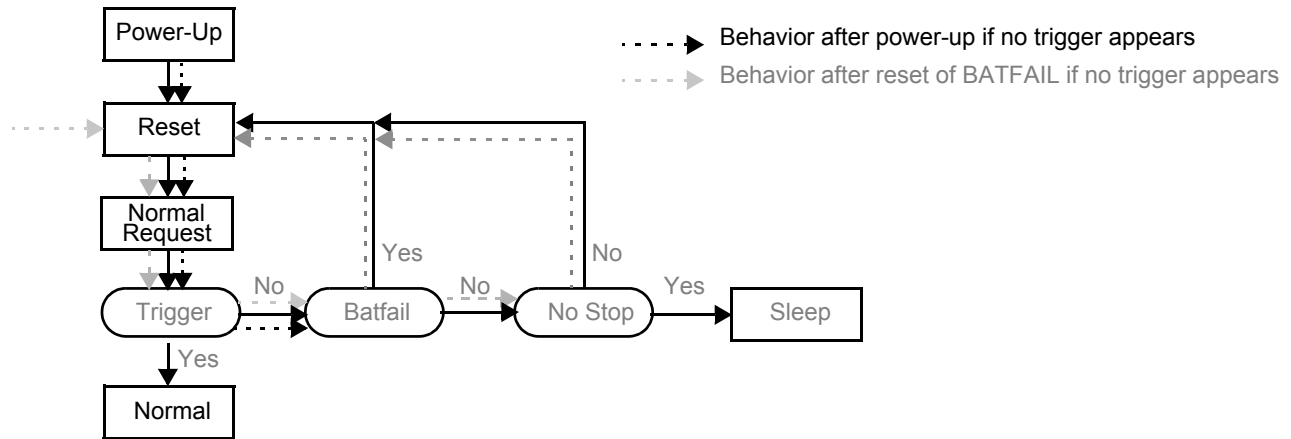 Power-Up
Behavior after power-up if no trigger appears
Behavior after reset of BATFAIL if no trigger appears
Reset
Normal
Request
Yes
No
No
No
Yes
Trigger
Batfail
No Stop
Sleep
Yes
Normal